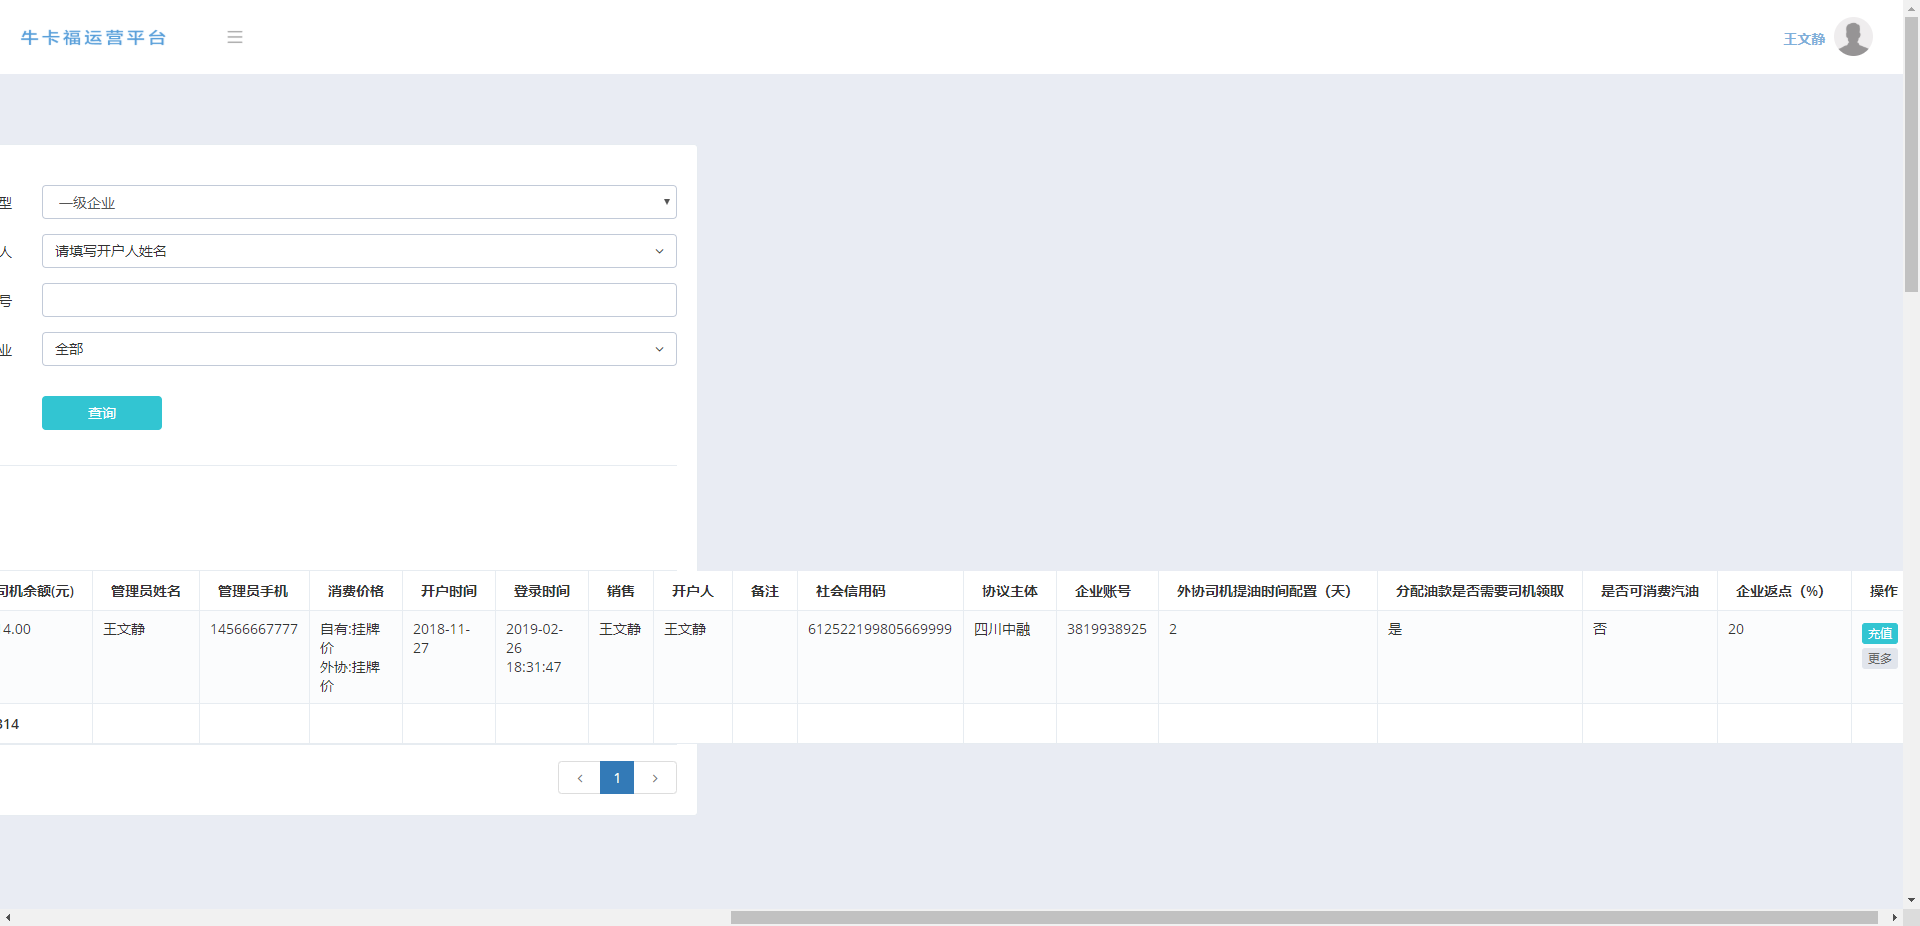 牛卡福运营平台
王文静
型
一级企业
人
请填写开户人姓名
号
业
全部
查询
司机余额(元) 管理员姓名 管理员手机 消费价格 开户时间 登录时间 销售 开户人 备注 社会信用码 协议主体 企业账号 外协司机提油时间配置（天） 分配油款是否需要司机领取 是否可消费汽油 企业返点（%） 操作
4.00 王文静 14566667777 自有:挂牌 2018-11- 2019-02- 王文静 王文静 612522199805669999 四川中融 3819938925 2 是 否 20 充值
价 27 26
外协:挂牌 18:31:47 更多
价
314
1